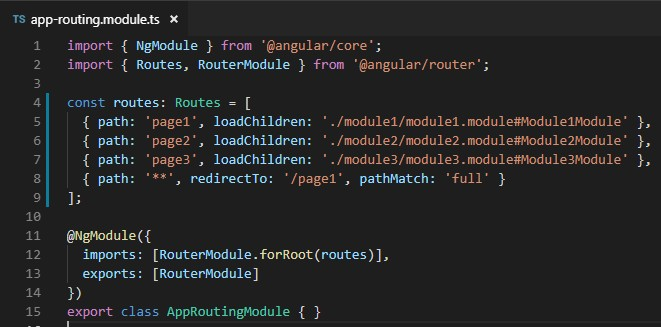 TS app-routing.module.ts ×
1 import { NgModule } from '@angular/core';
2 import { Routes, RouterModule } from '@angular/router';
3
4 const routes: Routes = [
5   { path: 'page1', loadChildren: './module1/module1.module#Module1Module' },
6   { path: 'page2', loadChildren: './module2/module2.module#Module2Module' },
7   { path: 'page3', loadChildren: './module3/module3.module#Module3Module' },
8   { path: '**', redirectTo: '/page1', pathMatch: 'full' }
9 ];
10
11 @NgModule({
12   imports: [RouterModule.forRoot(routes)],
13   exports: [RouterModule]
14 })
15 export class AppRoutingModule { }